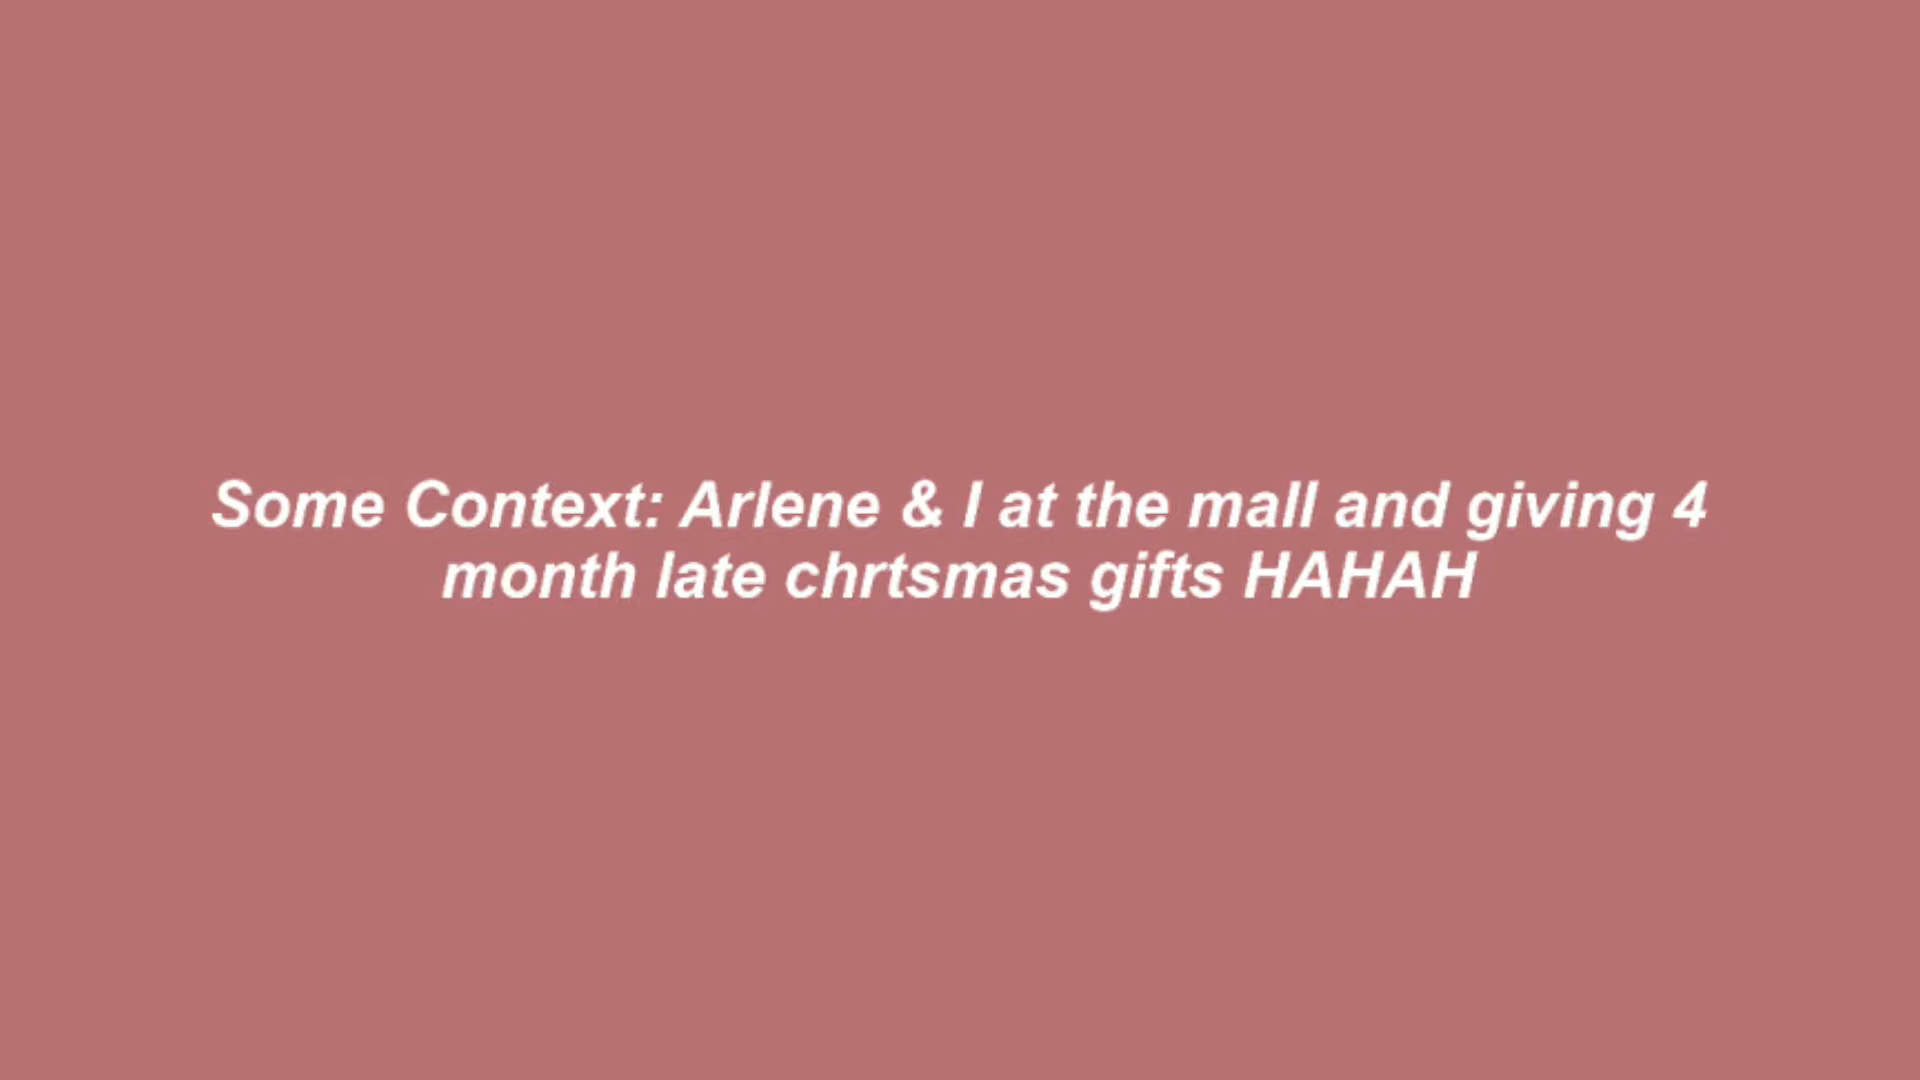 Some Context: Arlene & I at the mall and giving 4
month late chrtsmas gifts HAHAH